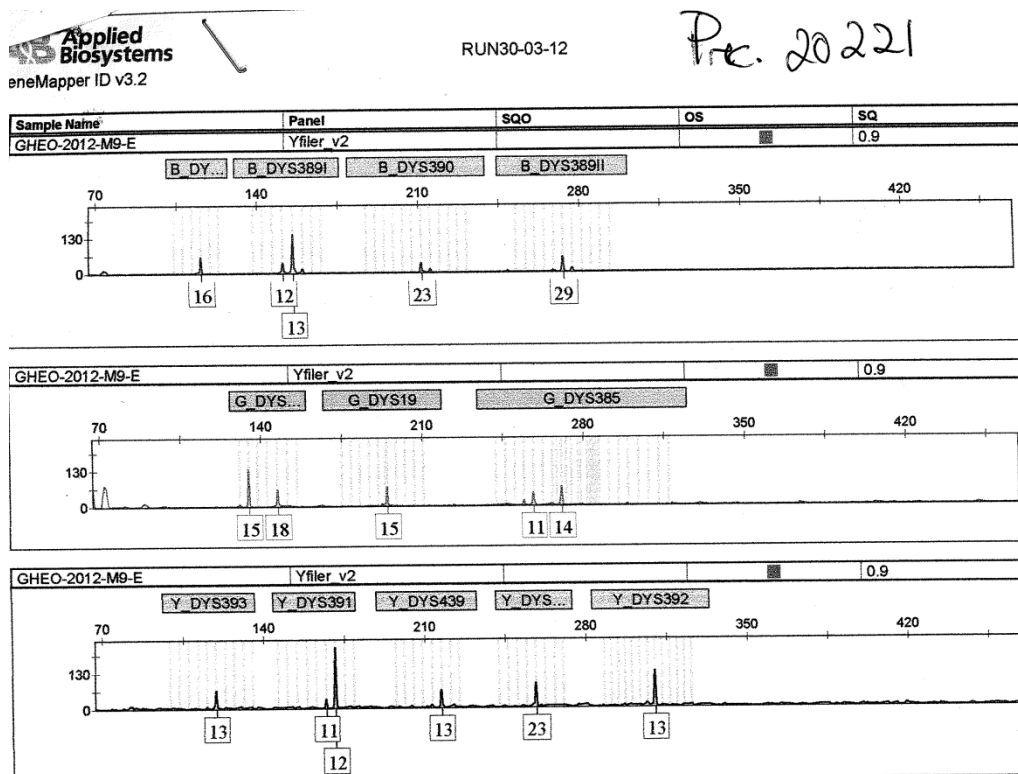 Applied
Biosystems
eneMapper ID v3.2
RUN30-03-12
20221
Sample Name Panel SQO OS SQ
GHEO-2012-M9-E Yfiler_v2 0.9
B_DY... B_DYS389I B_DYS390 B_DYS389II
70 140 210 280 350 420
130
0
16 12 23 29
13
GHEO-2012-M9-E Yfiler_v2 0.9
G_DYS... G_DYS19 G_DYS385
70 140 210 280 350 420
130
0
15 18 15 11 14
GHEO-2012-M9-E Yfiler_v2 0.9
Y_DYS393 Y_DYS391 Y_DYS439 Y_DYS... Y_DYS392
70 140 210 280 350 420
130
0
13 11 13 23 13
12